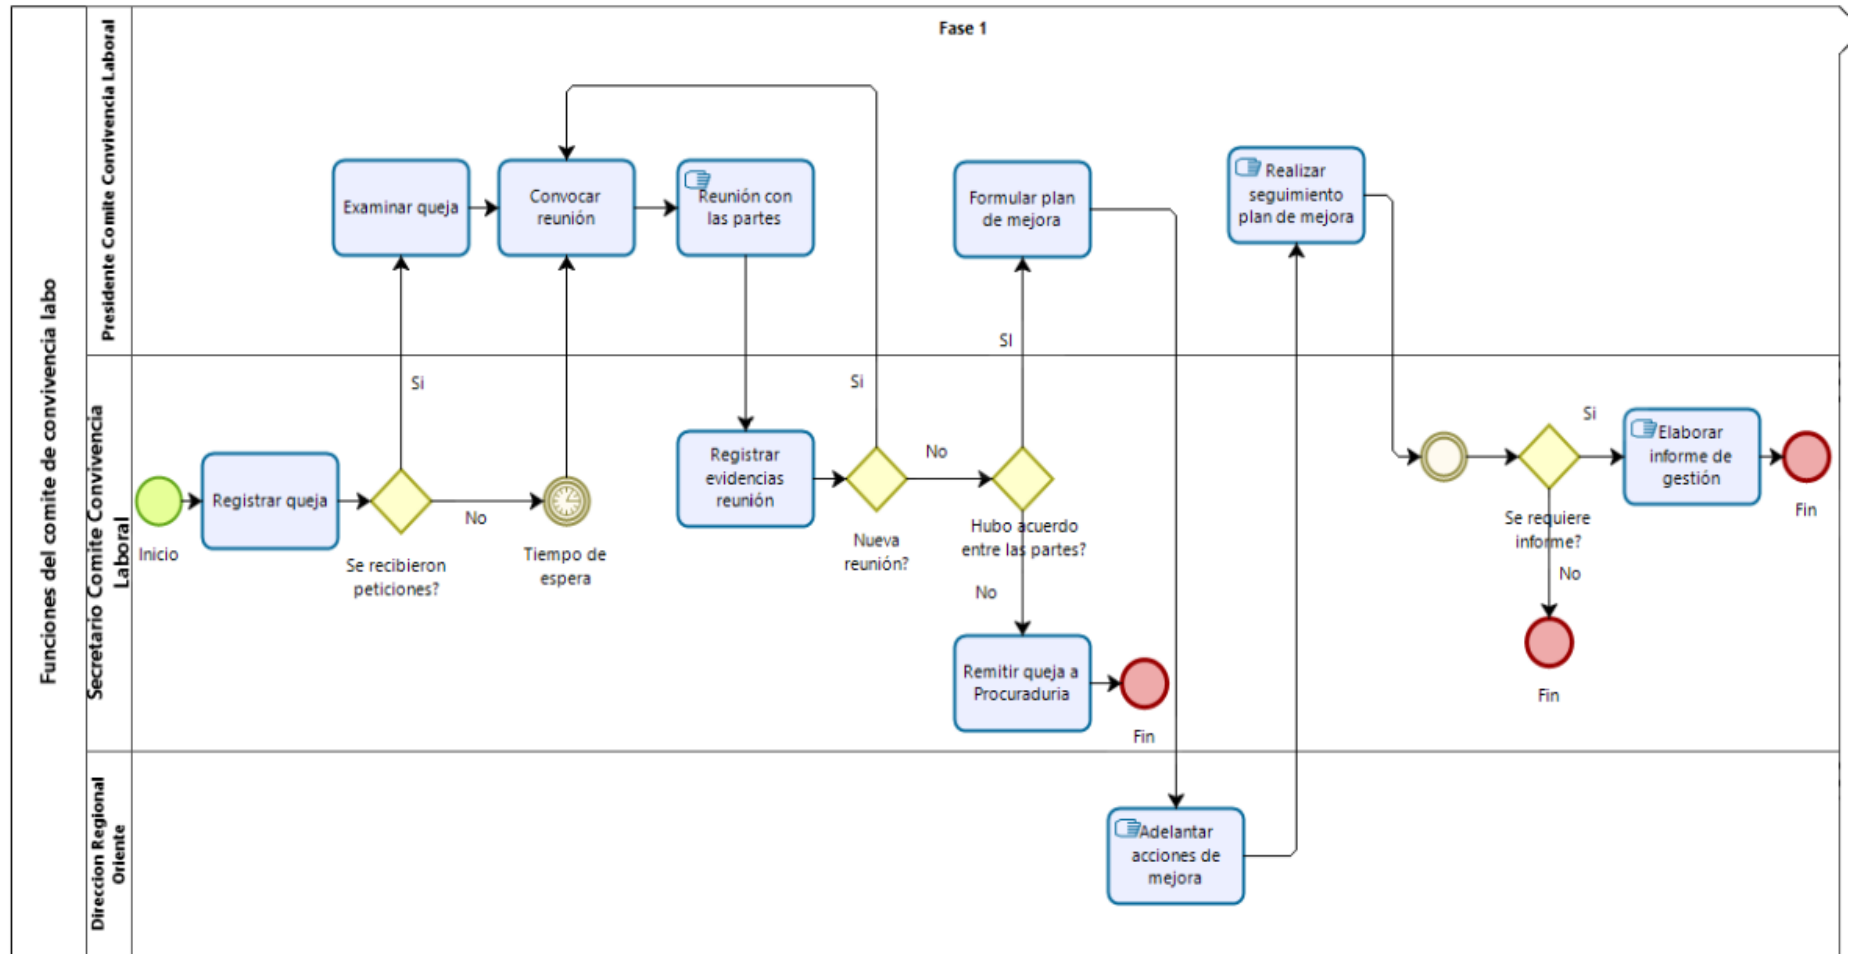 Fase 1
Funciones del comite de convivencia labo
Presidente Comite Convivencia Laboral
Examinar queja
Convocar
reunión
Reunión con
las partes
Formular plan
de mejora
Realizar
seguimiento
plan de mejora
SI
Secretario Comite Convivencia
Laboral
Inicio
Registrar queja
Si
Se recibieron
peticiones?
No
Tiempo de
espera
Registrar
evidencias
reunión
Si
Nueva
reunión?
No
Hubo acuerdo
entre las partes?
No
Remitir queja a
Procuraduria
Fin
Se requiere
informe?
Si
No
Fin
Elaborar
informe de
gestión
Fin
Direccion Regional
Oriente
Adelantar
acciones de
mejora